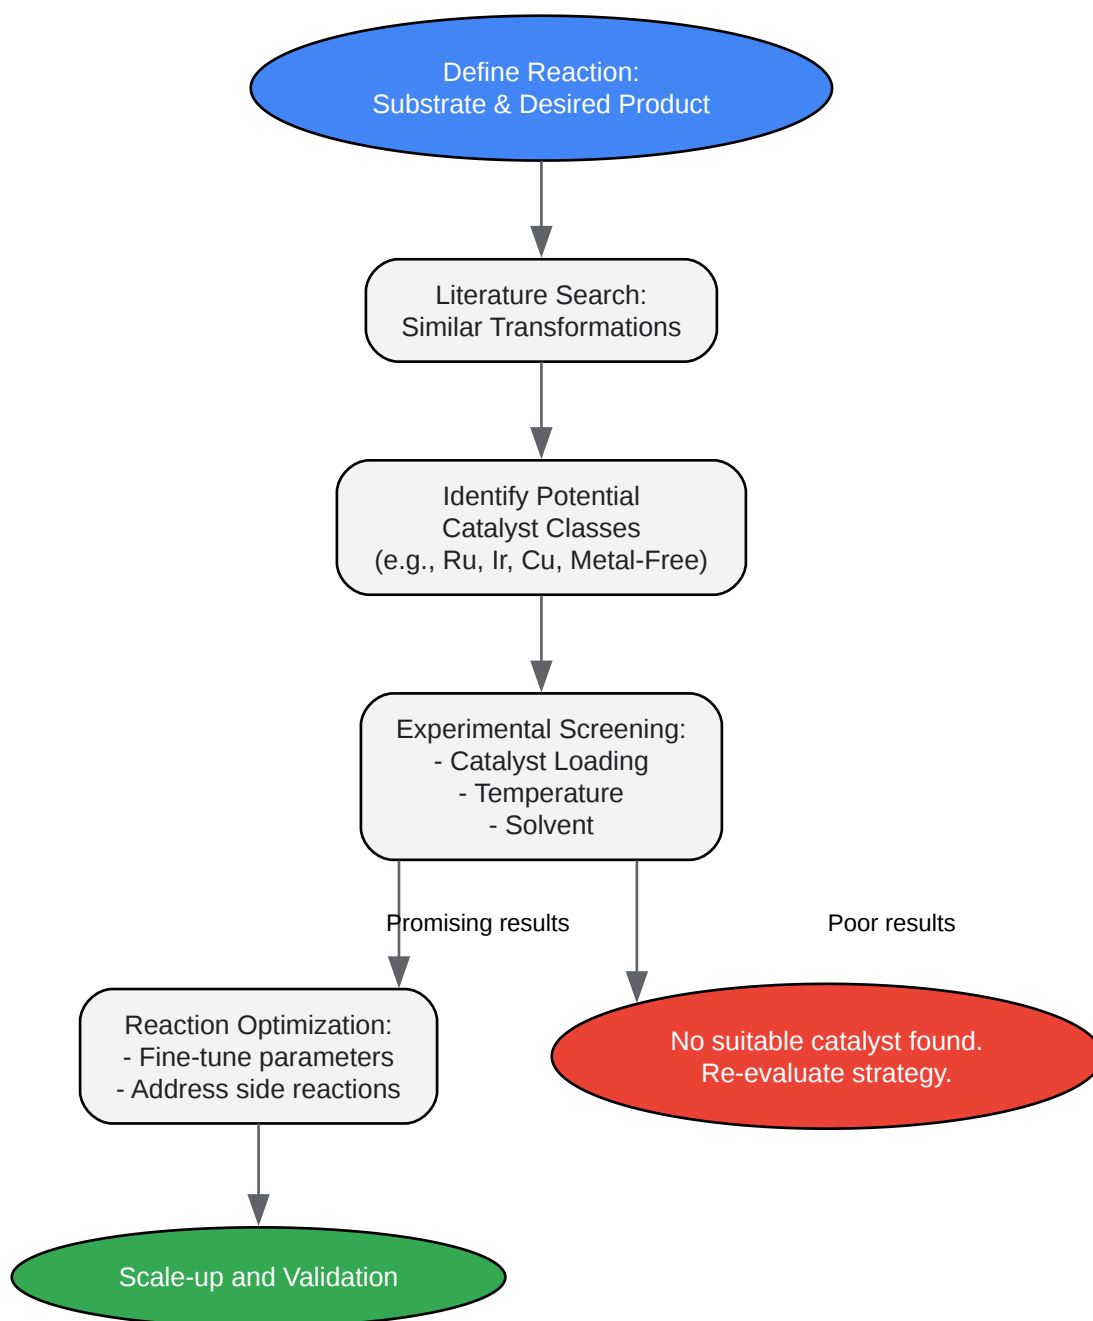 Define Reaction:
Substrate & Desired Product
Literature Search:
Similar Transformations
Identify Potential
Catalyst Classes
(e.g., Ru, Ir, Cu, Metal-Free)
Experimental Screening:
- Catalyst Loading
- Temperature
- Solvent
Promising results
Poor results
Reaction Optimization:
- Fine-tune parameters
- Address side reactions
No suitable catalyst found.
Re-evaluate strategy.
Scale-up and Validation